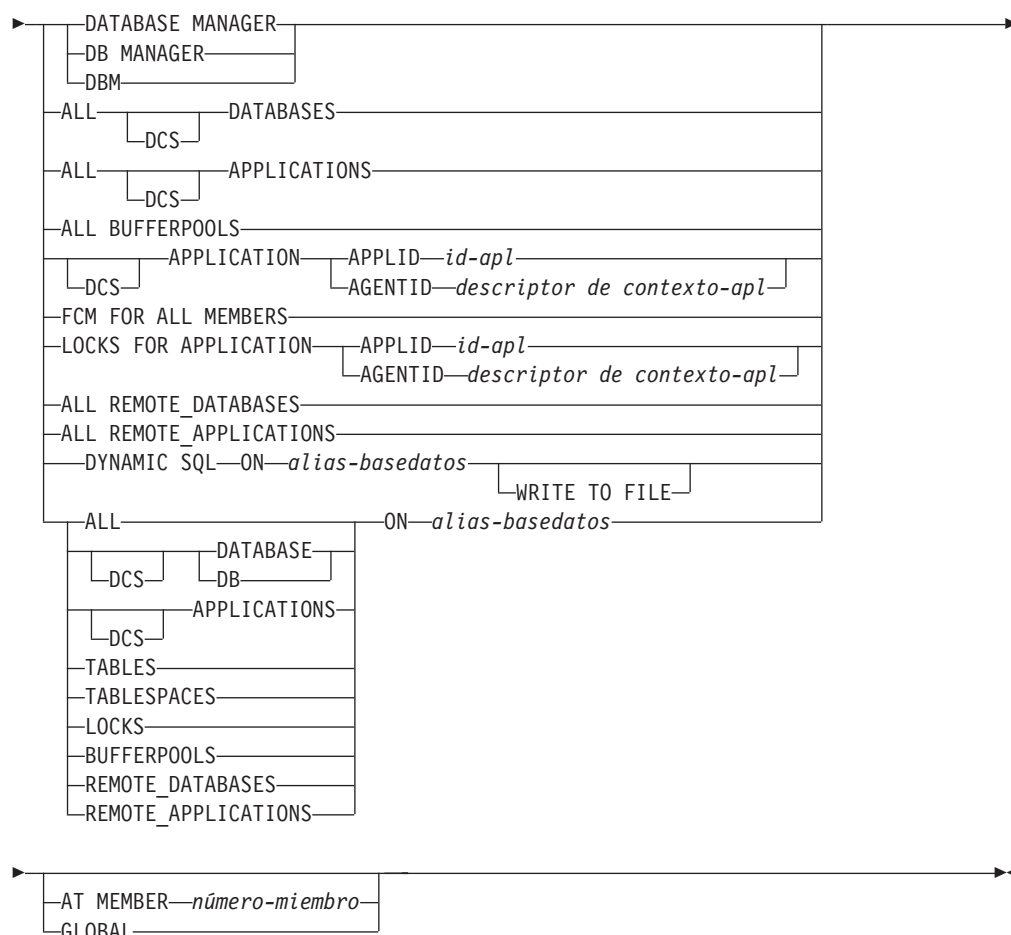 DATABASE MANAGER
DB MANAGER
DBM
ALL DATABASES
DCS
ALL APPLICATIONS
DCS
ALL BUFFERPOOLS
APPLICATION APPLID id-apl
DCS AGENTID descriptor de contexto-apl
FCM FOR ALL MEMBERS
LOCKS FOR APPLICATION APPLID id-apl
AGENTID descriptor de contexto-apl
ALL REMOTE_DATABASES
ALL REMOTE_APPLICATIONS
DYNAMIC SQL ON alias-basedatos
WRITE TO FILE
ALL ON alias-basedatos
DATABASE
DCS DB
APPLICATIONS
DCS
TABLES
TABLESPACES
LOCKS
BUFFERPOOLS
REMOTE_DATABASES
REMOTE_APPLICATIONS
AT MEMBER número-miembro
GLOBAL